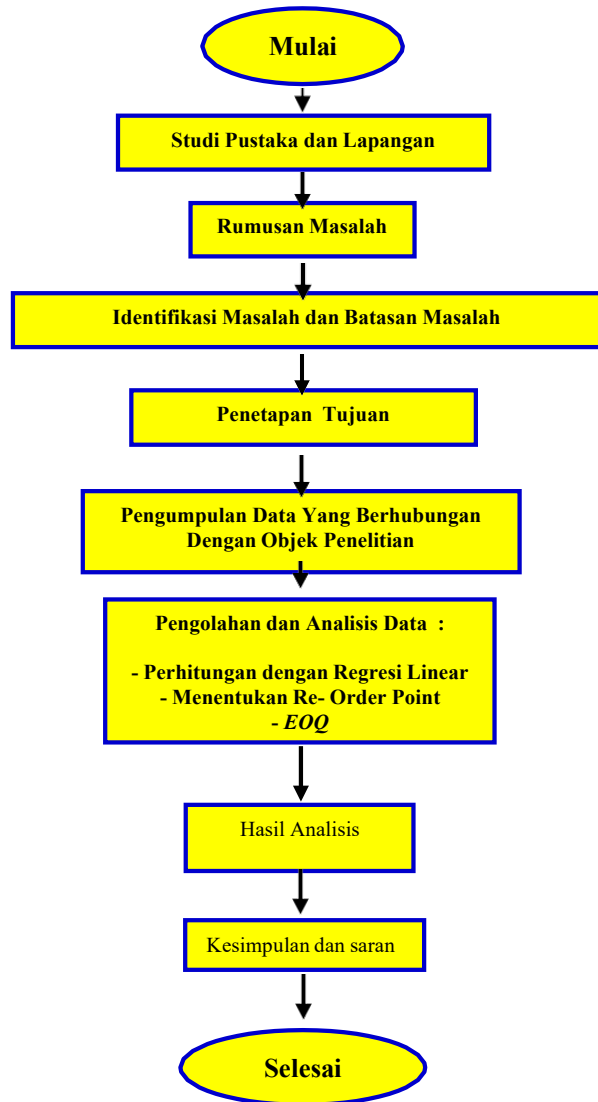 Mulai
Studi Pustaka dan Lapangan
Rumusan Masalah
Identifikasi Masalah dan Batasan Masalah
Penetapan Tujuan
Pengumpulan Data Yang Berhubungan
Dengan Objek Penelitian
Pengolahan dan Analisis Data :
- Perhitungan dengan Regresi Linear
- Menentukan Re- Order Point
- EOQ
Hasil Analisis
Kesimpulan dan saran
Selesai